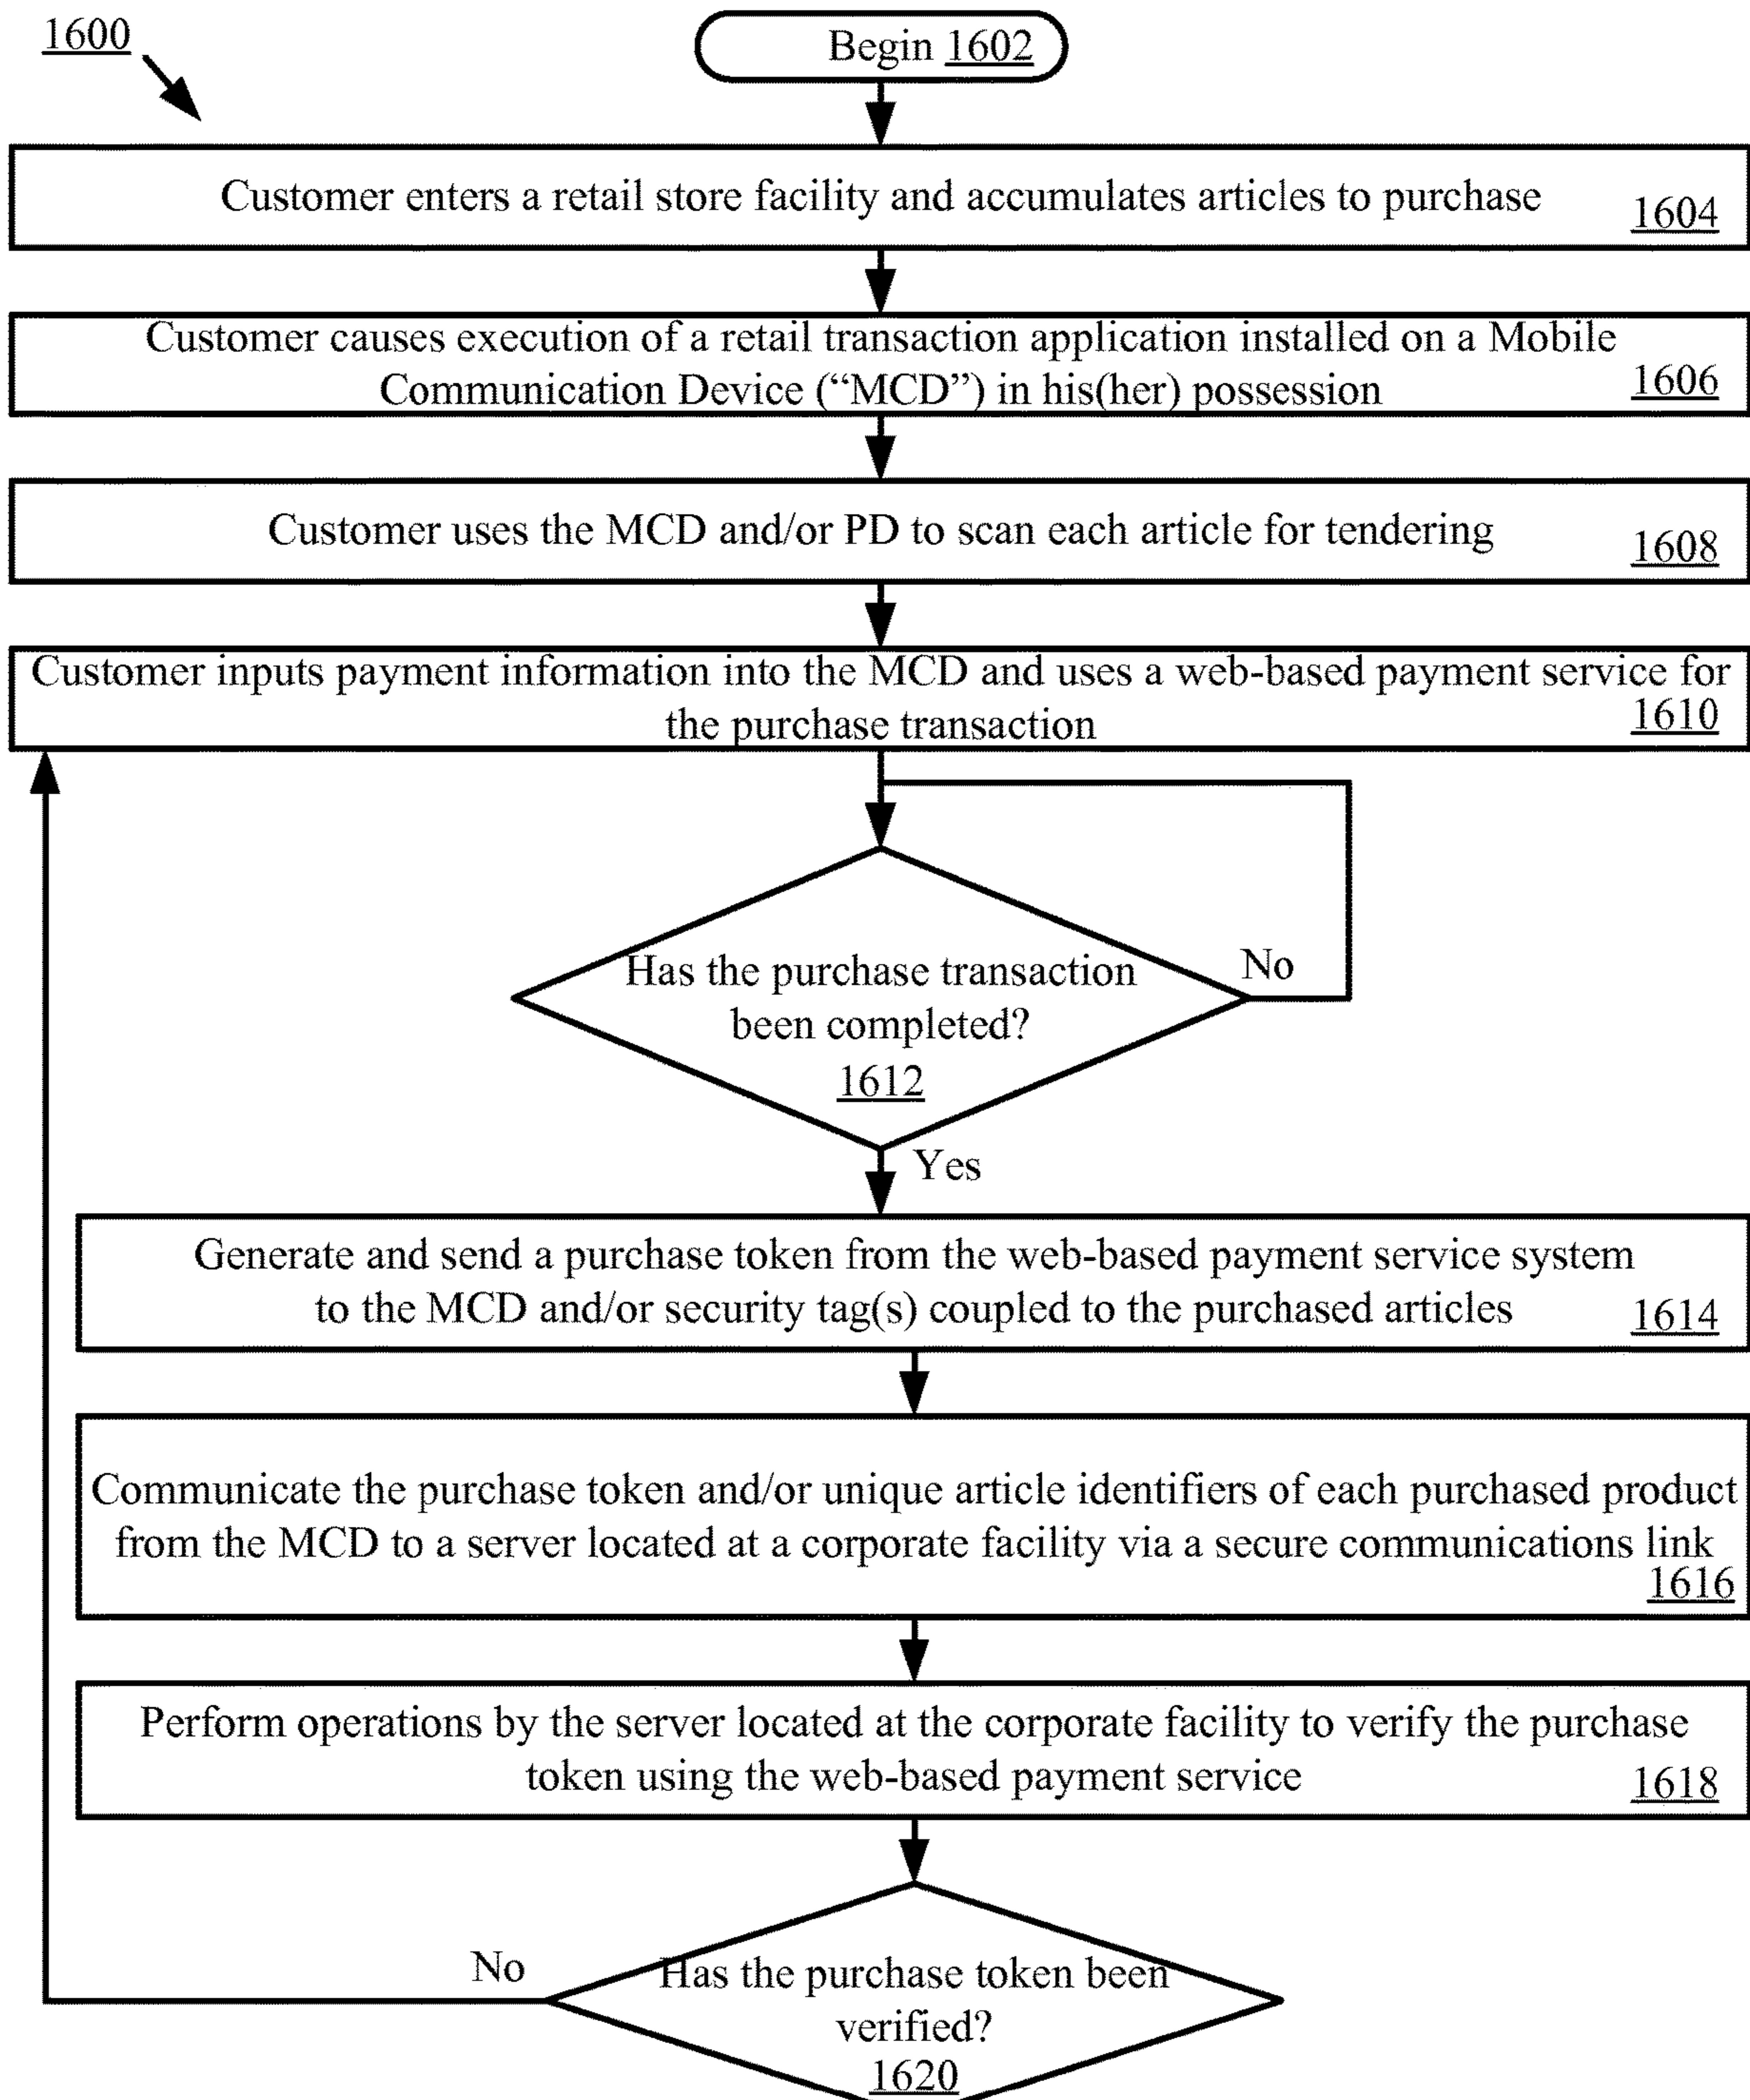 1600
Begin 1602
Customer enters a retail store facility and accumulates articles to purchase
1604
Customer causes execution of a retail transaction application installed on a Mobile
Communication Device (“MCD”) in his(her) possession
1606
Customer uses the MCD and/or PD to scan each article for tendering
1608
Customer inputs payment information into the MCD and uses a web-based payment service for
the purchase transaction
1610
Has the purchase transaction
been completed?
1612
No
Yes
Generate and send a purchase token from the web-based payment service system
to the MCD and/or security tag(s) coupled to the purchased articles
1614
Communicate the purchase token and/or unique article identifiers of each purchased product
from the MCD to a server located at a corporate facility via a secure communications link
1616
Perform operations by the server located at the corporate facility to verify the purchase
token using the web-based payment service
1618
No
Has the purchase token been
verified?
1620